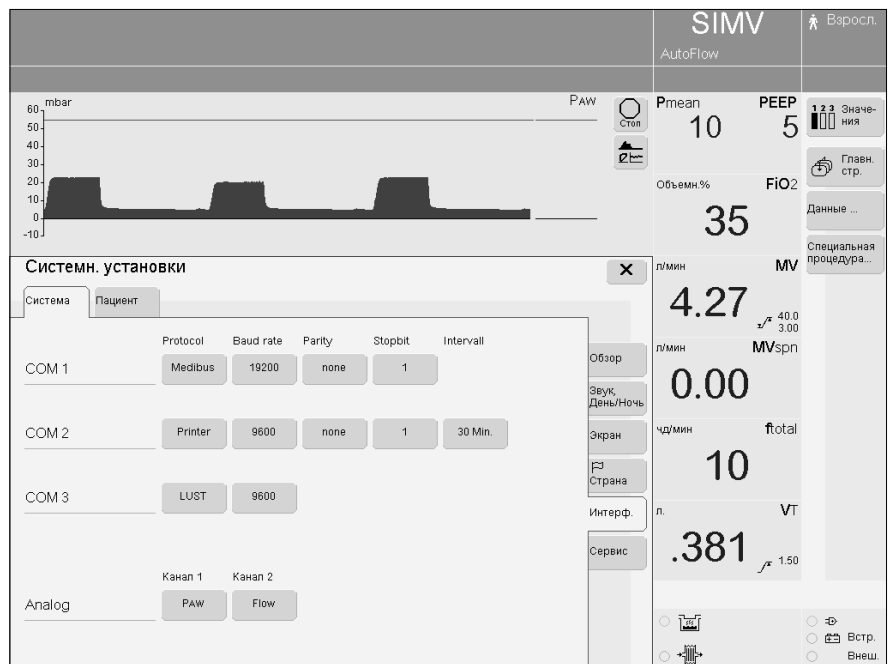 SIMV
Взросл.
AutoFlow
mbar
PAW
60
50
40
30
20
10
0
-10
Стоп
Pmean
PEEP
10
5
1 2 3 Значе-
ния
Главн.
стр.
Объемн.%
FiO2
35
Данные ...
Специальная
процедура...
Системн. установки
Система
Пациент
л/мин
MV
4.27
40.0
3.00
Protocol Baud rate Parity Stopbit Intervall
COM 1 Medibus 19200 none 1
COM 2 Printer 9600 none 1 30 Min.
COM 3 LUST 9600
Канал 1 Канал 2
Analog PAW Flow
Обзор
Звук,
День/Ночь
Экран
Страна
Интерф.
Сервис
л/мин
MVspn
0.00
чд/мин
ftotal
10
л.
VT
.381
1.50
Встр.
Внеш.